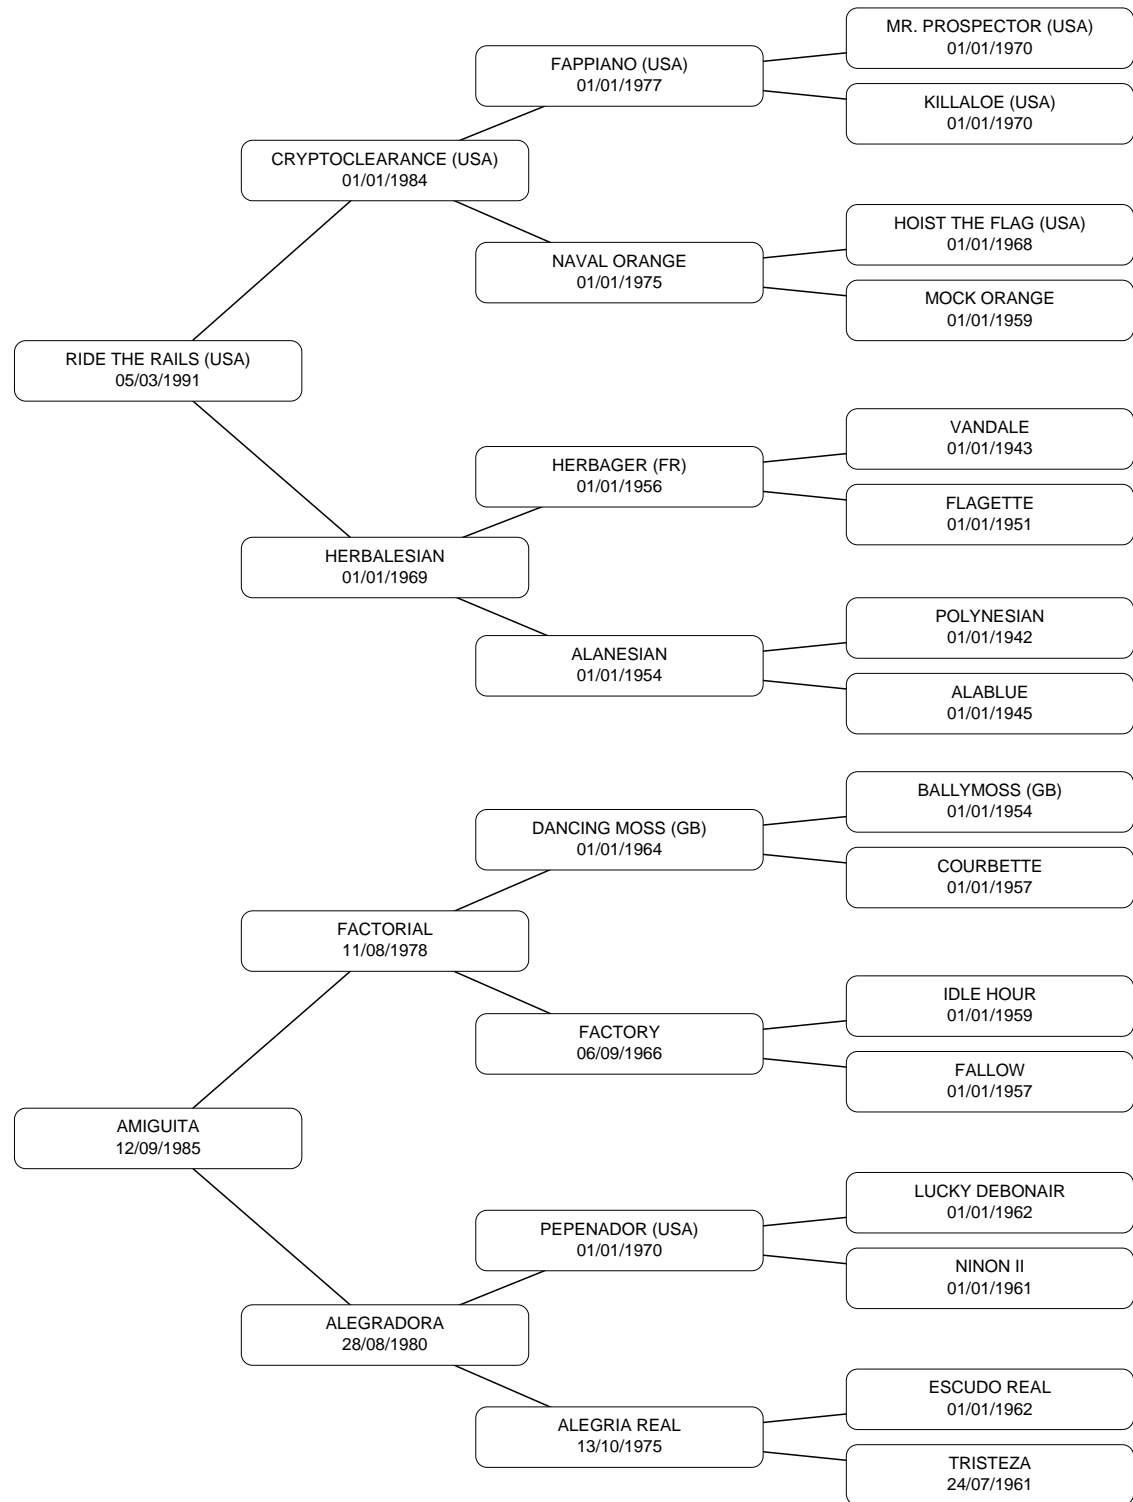 MR. PROSPECTOR (USA)
01/01/1970
FAPPIANO (USA)
01/01/1977
KILLALOE (USA)
01/01/1970
CRYPTOCLEARANCE (USA)
01/01/1984
HOIST THE FLAG (USA)
01/01/1968
NAVAL ORANGE
01/01/1975
MOCK ORANGE
01/01/1959
RIDE THE RAILS (USA)
05/03/1991
VANDALE
01/01/1943
HERBAGER (FR)
01/01/1956
FLAGETTE
01/01/1951
HERBALESIAN
01/01/1969
POLYNESIAN
01/01/1942
ALANESIAN
01/01/1954
ALABLUE
01/01/1945
BALLYMOSS (GB)
01/01/1954
DANCING MOSS (GB)
01/01/1964
COURBETTE
01/01/1957
FACTORIAL
11/08/1978
IDLE HOUR
01/01/1959
FACTORY
06/09/1966
FALLOW
01/01/1957
AMIGUITA
12/09/1985
LUCKY DEBONAIR
01/01/1962
PEPENADOR (USA)
01/01/1970
NINON II
01/01/1961
ALEGRADORA
28/08/1980
ESCUDO REAL
01/01/1962
ALEGRIA REAL
13/10/1975
TRISTEZA
24/07/1961